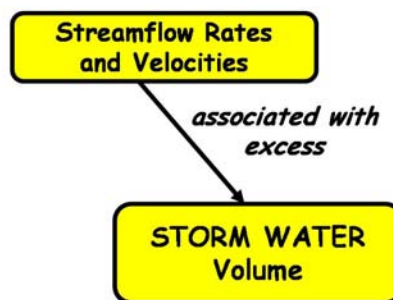 Streamflow Rates
and Velocities
associated with
excess
STORM WATER
Volume